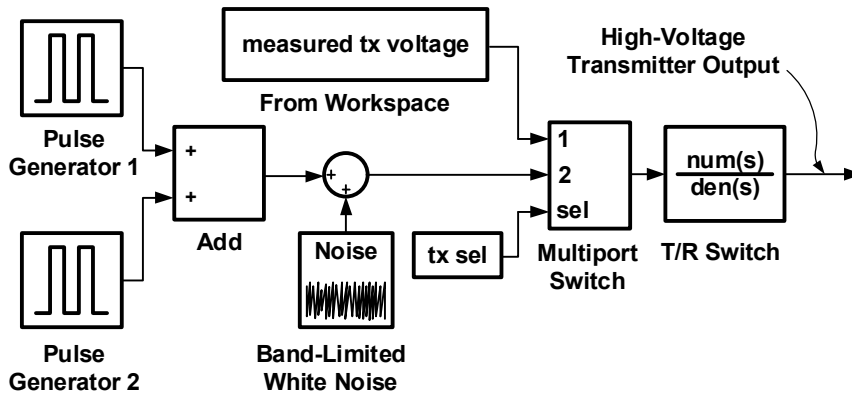 measured tx voltage
From Workspace
High-Voltage
Transmitter Output
Pulse
Generator 1
+
+
Add
+
+
1
2
sel
Multiport
Switch
num(s)
den(s)
T/R Switch
tx sel
Noise
Band-Limited
White Noise
Pulse
Generator 2